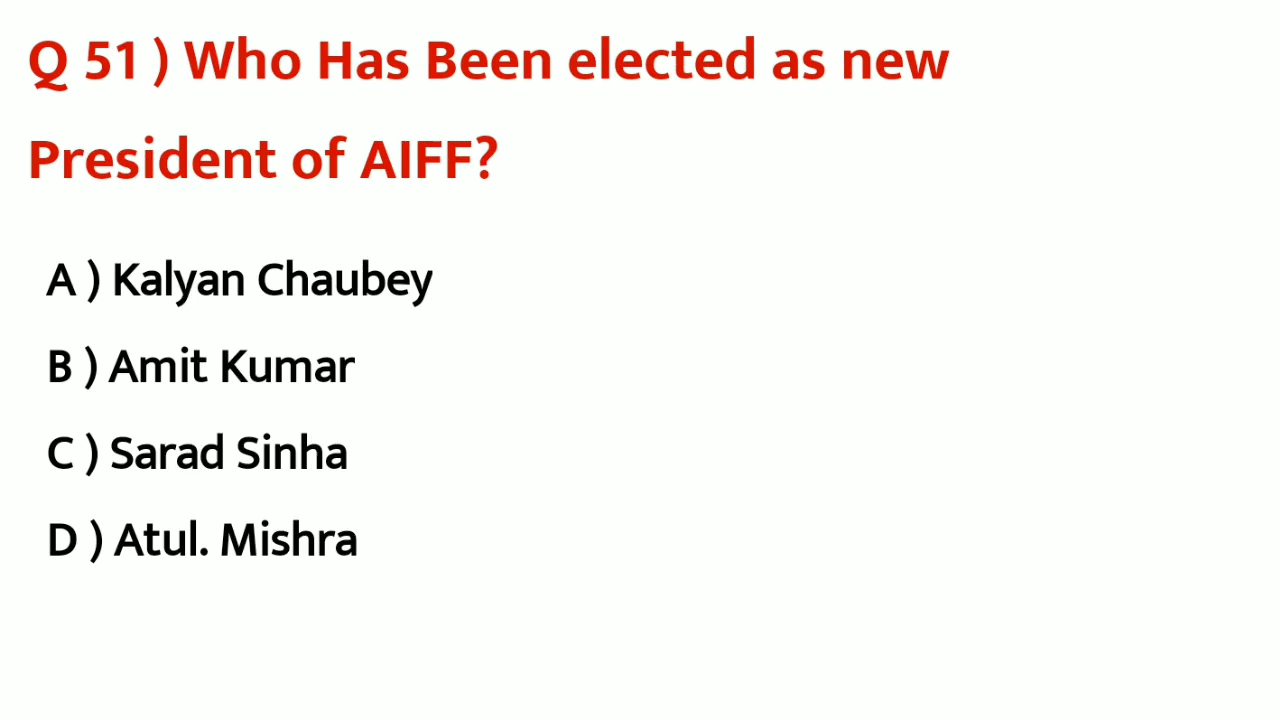 Q 51 ) Who Has Been elected as new
President of AIFF?
A ) Kalyan Chaubey
B ) Amit Kumar
C ) Sarad Sinha
D ) Atul. Mishra